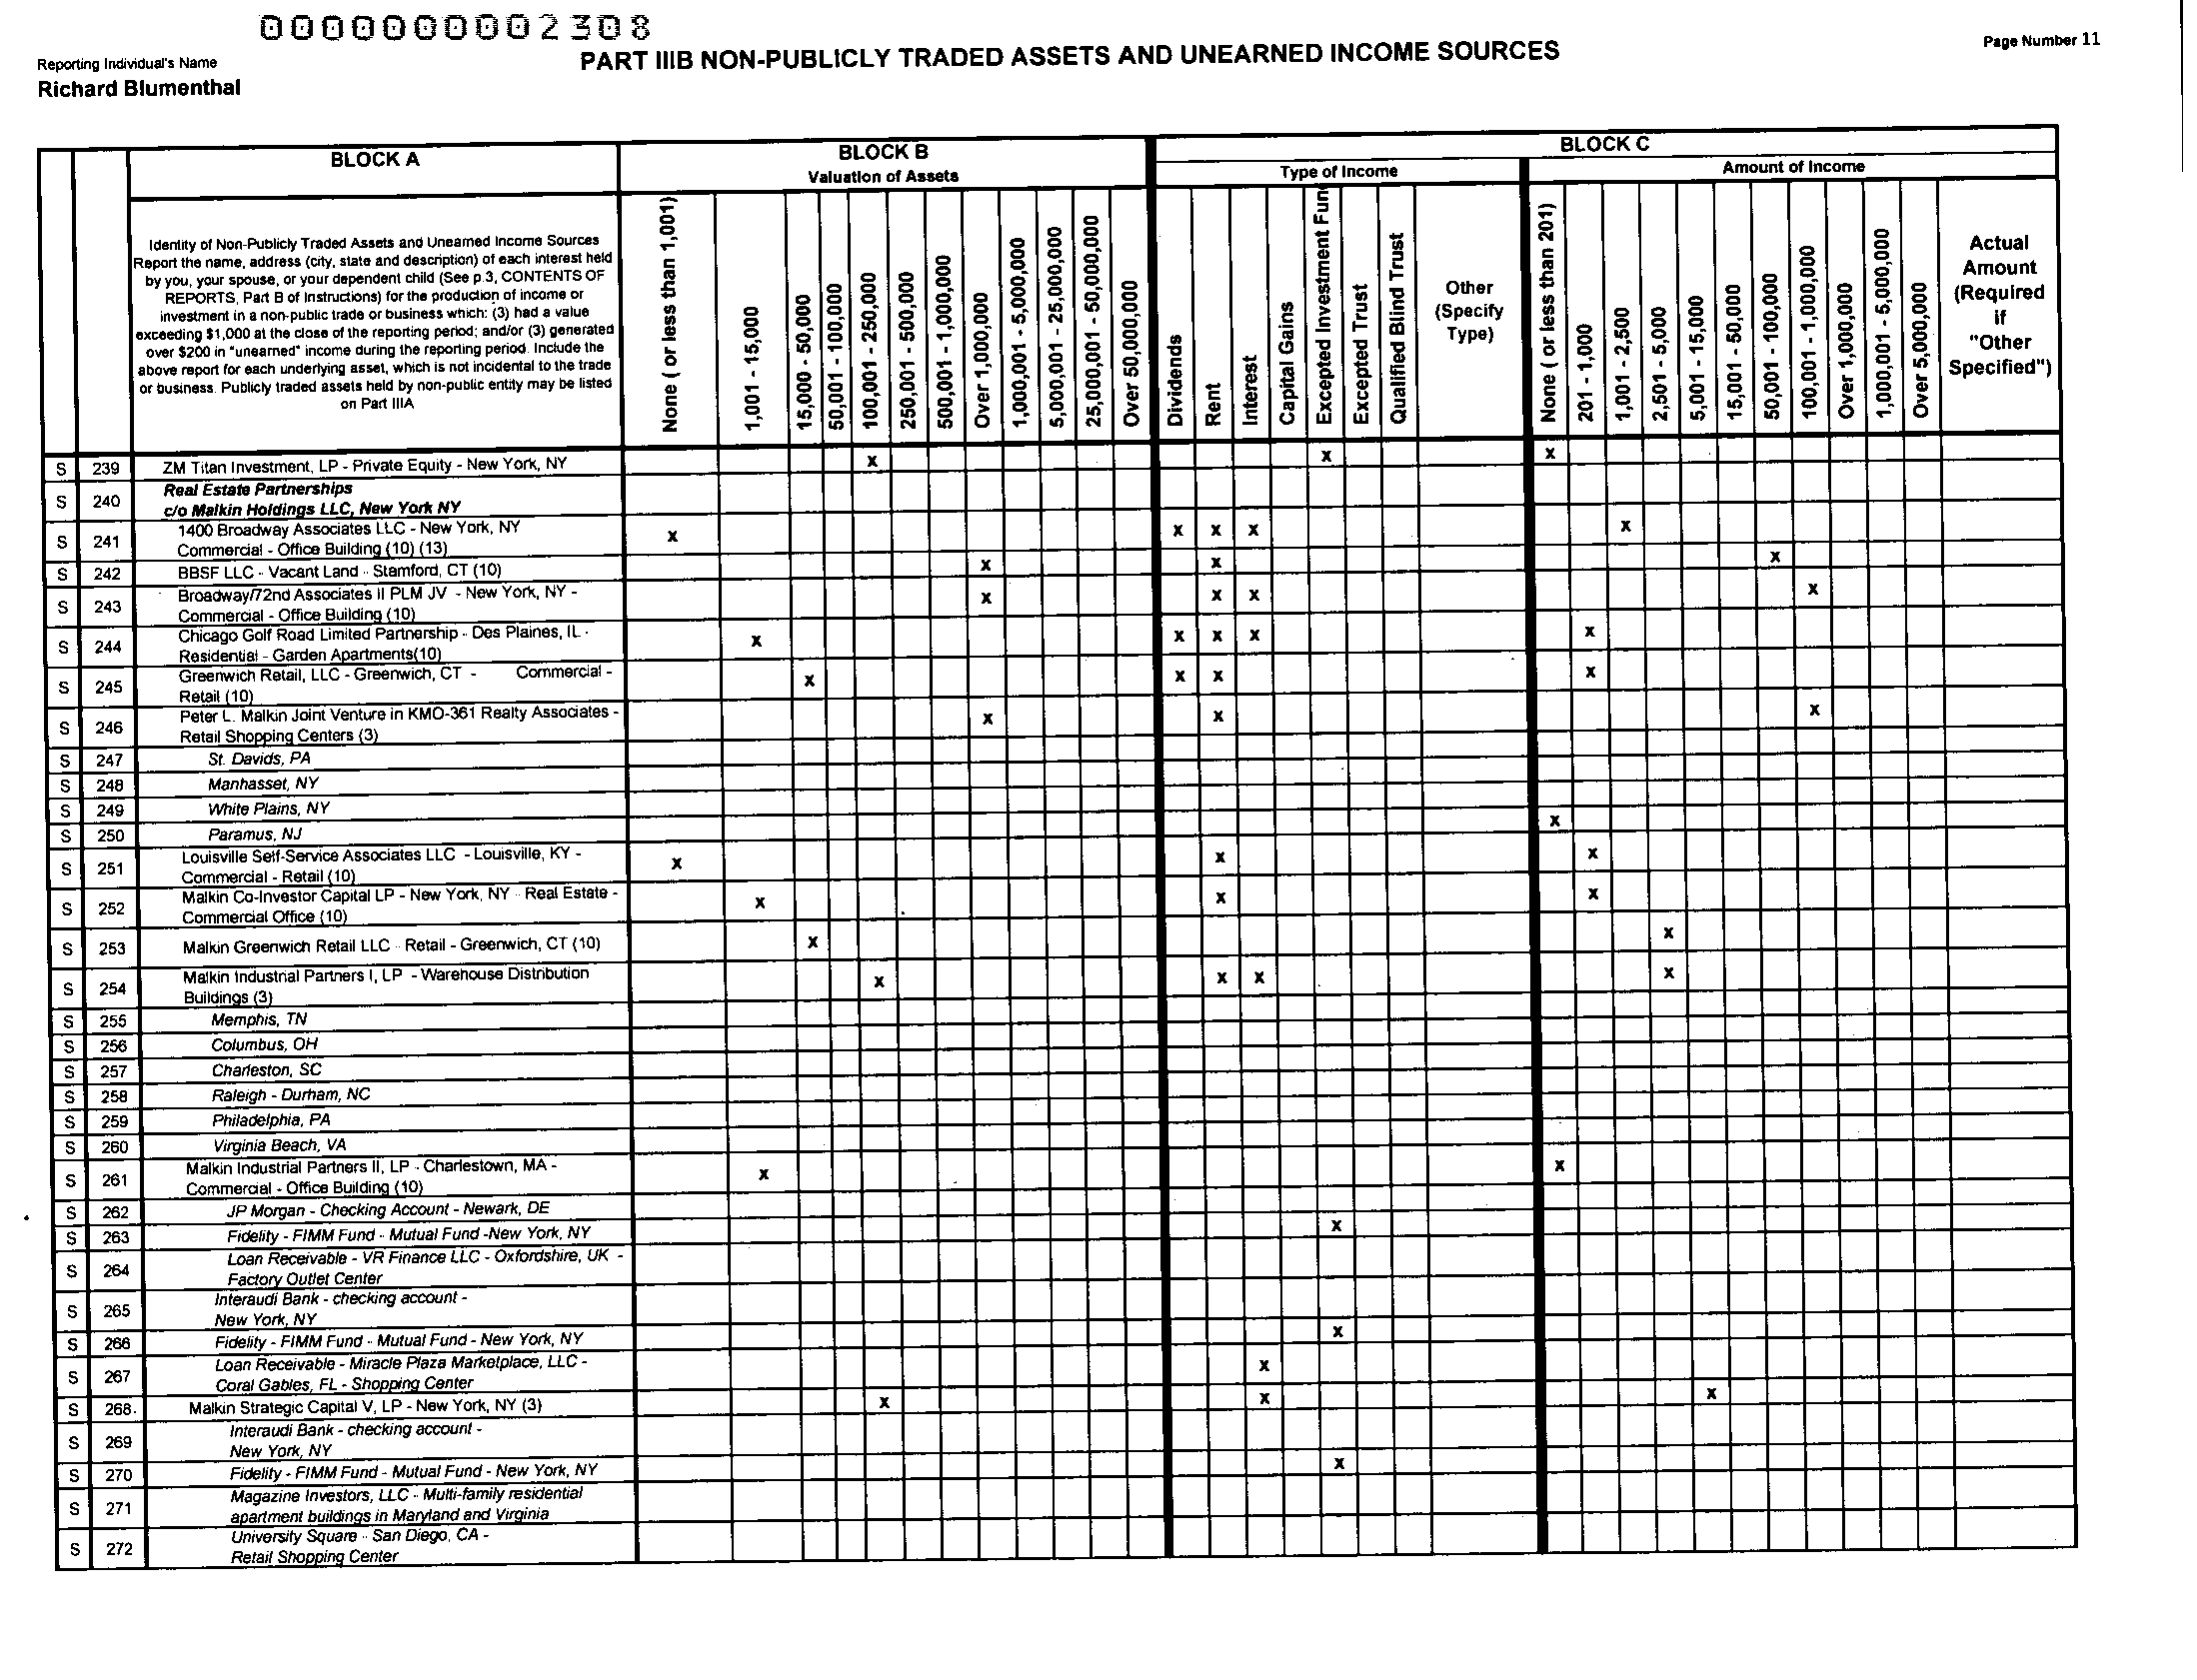 0000000002308
Reporting Individual's Name
Richard Blumenthal
PART IIIB NON-PUBLICLY TRADED ASSETS AND UNEARNED INCOME SOURCES
Page Number 11
BLOCK A
BLOCK B
BLOCK C
Valuation of Assets
Type of Income
Amount of Income
Identity of Non-Publicly Traded Assets and Unearned Income Sources
Report the name, address (city, state and description) of each interest held
by you, your spouse, or your dependent child (See p.3, CONTENTS OF
REPORTS, Part B of Instructions) for the production of income or
investment in a non-public trade or business which: (3) had a value
exceeding $1,000 at the close of the reporting period; and/or (3) generated
over $200 in "unearned" income during the reporting period. Include the
above report for each underlying asset, which is not incidental to the trade
or business. Publicly traded assets held by non-public entity may be listed
on Part IIIA
None ( or less than 1,001)
1,001 - 15,000
15,000 - 50,000
50,001 - 100,000
100,001 - 250,000
250,001 - 500,000
500,001 - 1,000,000
Over 1,000,000
1,000,001 - 5,000,000
5,000,001 - 25,000,000
25,000,001 - 50,000,000
Over 50,000,000
Dividends
Rent
Interest
Capital Gains
Excepted Investment Fund
Excepted Trust
Qualified Blind Trust
Other
(Specify
Type)
None ( or less than 201)
201 - 1,000
1,001 - 2,500
2,501 - 5,000
5,001 - 15,000
15,001 - 50,000
50,001 - 100,000
100,001 - 1,000,000
Over 1,000,000
1,000,001 - 5,000,000
Over 5,000,000
Actual
Amount
(Required
if
"Other
Specified")
S 239 ZM Titan Investment, LP - Private Equity - New York, NY x x x
S 240 Real Estate Partnerships
c/o Malkin Holdings LLC, New York NY
S 241 1400 Broadway Associates LLC - New York, NY
Commercial - Office Building (10) (13) x x x x x
S 242 BBSF LLC - Vacant Land - Stamford, CT (10) x x x
S 243 Broadway/72nd Associates II PLM JV - New York, NY -
Commercial - Office Building (10) x x x x
S 244 Chicago Golf Road Limited Partnership - Des Plaines, IL -
Residential - Garden Apartments(10) x x x x x
S 245 Greenwich Retail, LLC - Greenwich, CT - Commercial -
Retail (10) x x x x
S 246 Peter L. Malkin Joint Venture in KMO-361 Realty Associates -
Retail Shopping Centers (3) x x x
S 247 St. Davids, PA
S 248 Manhasset, NY
S 249 White Plains, NY
S 250 Paramus, NJ x
S 251 Louisville Self-Service Associates LLC - Louisville, KY -
Commercial - Retail (10) x x x
S 252 Malkin Co-Investor Capital LP - New York, NY - Real Estate -
Commercial Office (10) x x x
S 253 Malkin Greenwich Retail LLC - Retail - Greenwich, CT (10) x x
S 254 Malkin Industrial Partners I, LP - Warehouse Distribution
Buildings (3) x x x x
S 255 Memphis, TN
S 256 Columbus, OH
S 257 Charleston, SC
S 258 Raleigh - Durham, NC
S 259 Philadelphia, PA
S 260 Virginia Beach, VA
S 261 Malkin Industrial Partners II, LP - Charlestown, MA -
Commercial - Office Building (10) x x
S 262 JP Morgan - Checking Account - Newark, DE
S 263 Fidelity - FIMM Fund - Mutual Fund -New York, NY x
S 264 Loan Receivable - VR Finance LLC - Oxfordshire, UK -
Factory Outlet Center
S 265 Interaudi Bank - checking account -
New York, NY
S 266 Fidelity - FIMM Fund - Mutual Fund - New York, NY x
S 267 Loan Receivable - Miracle Plaza Marketplace, LLC -
Coral Gables, FL - Shopping Center x
S 268. Malkin Strategic Capital V, LP - New York, NY (3) x x x
S 269 Interaudi Bank - checking account -
New York, NY
S 270 Fidelity - FIMM Fund - Mutual Fund - New York, NY x
S 271 Magazine Investors, LLC - Multi-family residential
apartment buildings in Maryland and Virginia
S 272 University Square - San Diego, CA -
Retail Shopping Center